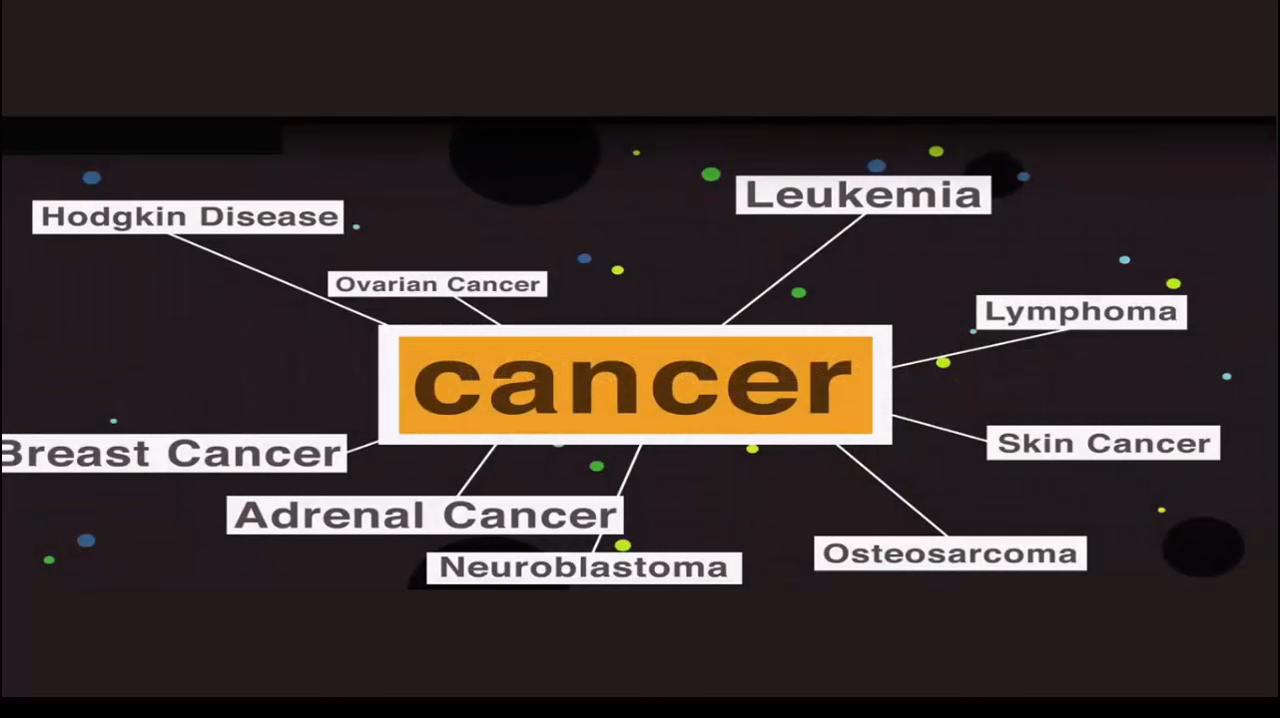 Leukemia
Hodgkin Disease
Ovarian Cancer
Lymphoma
cancer
Skin Cancer
Breast Cancer
Adrenal Cancer
Osteosarcoma
Neuroblastoma